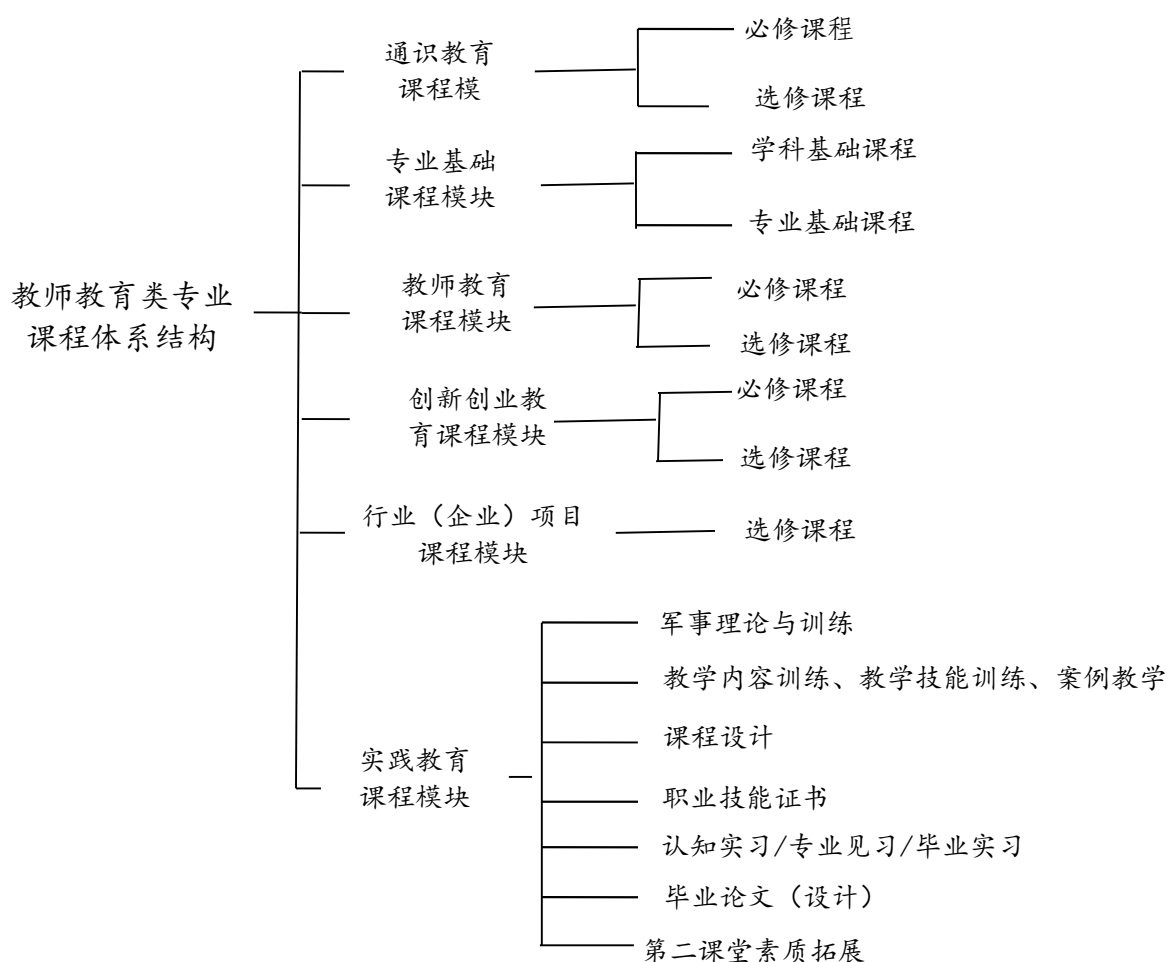 教师教育类专业
课程体系结构
通识教育
课程模
必修课程
选修课程
专业基础
课程模块
学科基础课程
专业基础课程
教师教育
课程模块
必修课程
选修课程
创新创业教
育课程模块
必修课程
选修课程
行业（企业）项目
课程模块
选修课程
实践教育
课程模块
军事理论与训练
教学内容训练、教学技能训练、案例教学
课程设计
职业技能证书
认知实习/专业见习/毕业实习
毕业论文（设计）
第二课堂素质拓展